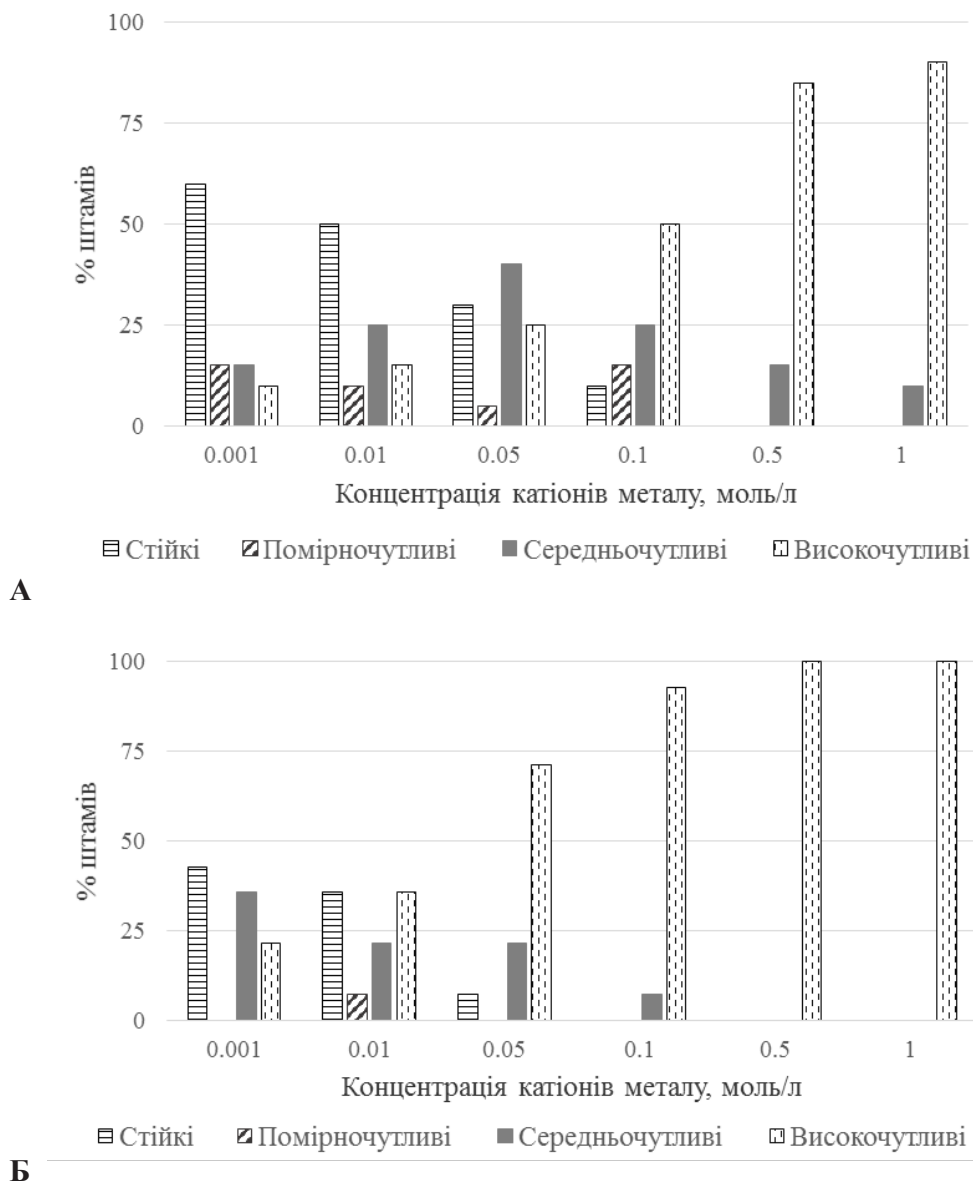 100
75
50
25
0
% штамів
0.001 0.01 0.05 0.1 0.5 1
Концентрація катіонів металу, моль/л
Стійкі Помірночутливі Середньочутливі Високочутливі
А
100
75
50
25
0
% штамів
0.001 0.01 0.05 0.1 0.5 1
Концентрація катіонів металу, моль/л
Стійкі Помірночутливі Середньочутливі Високочутливі
Б